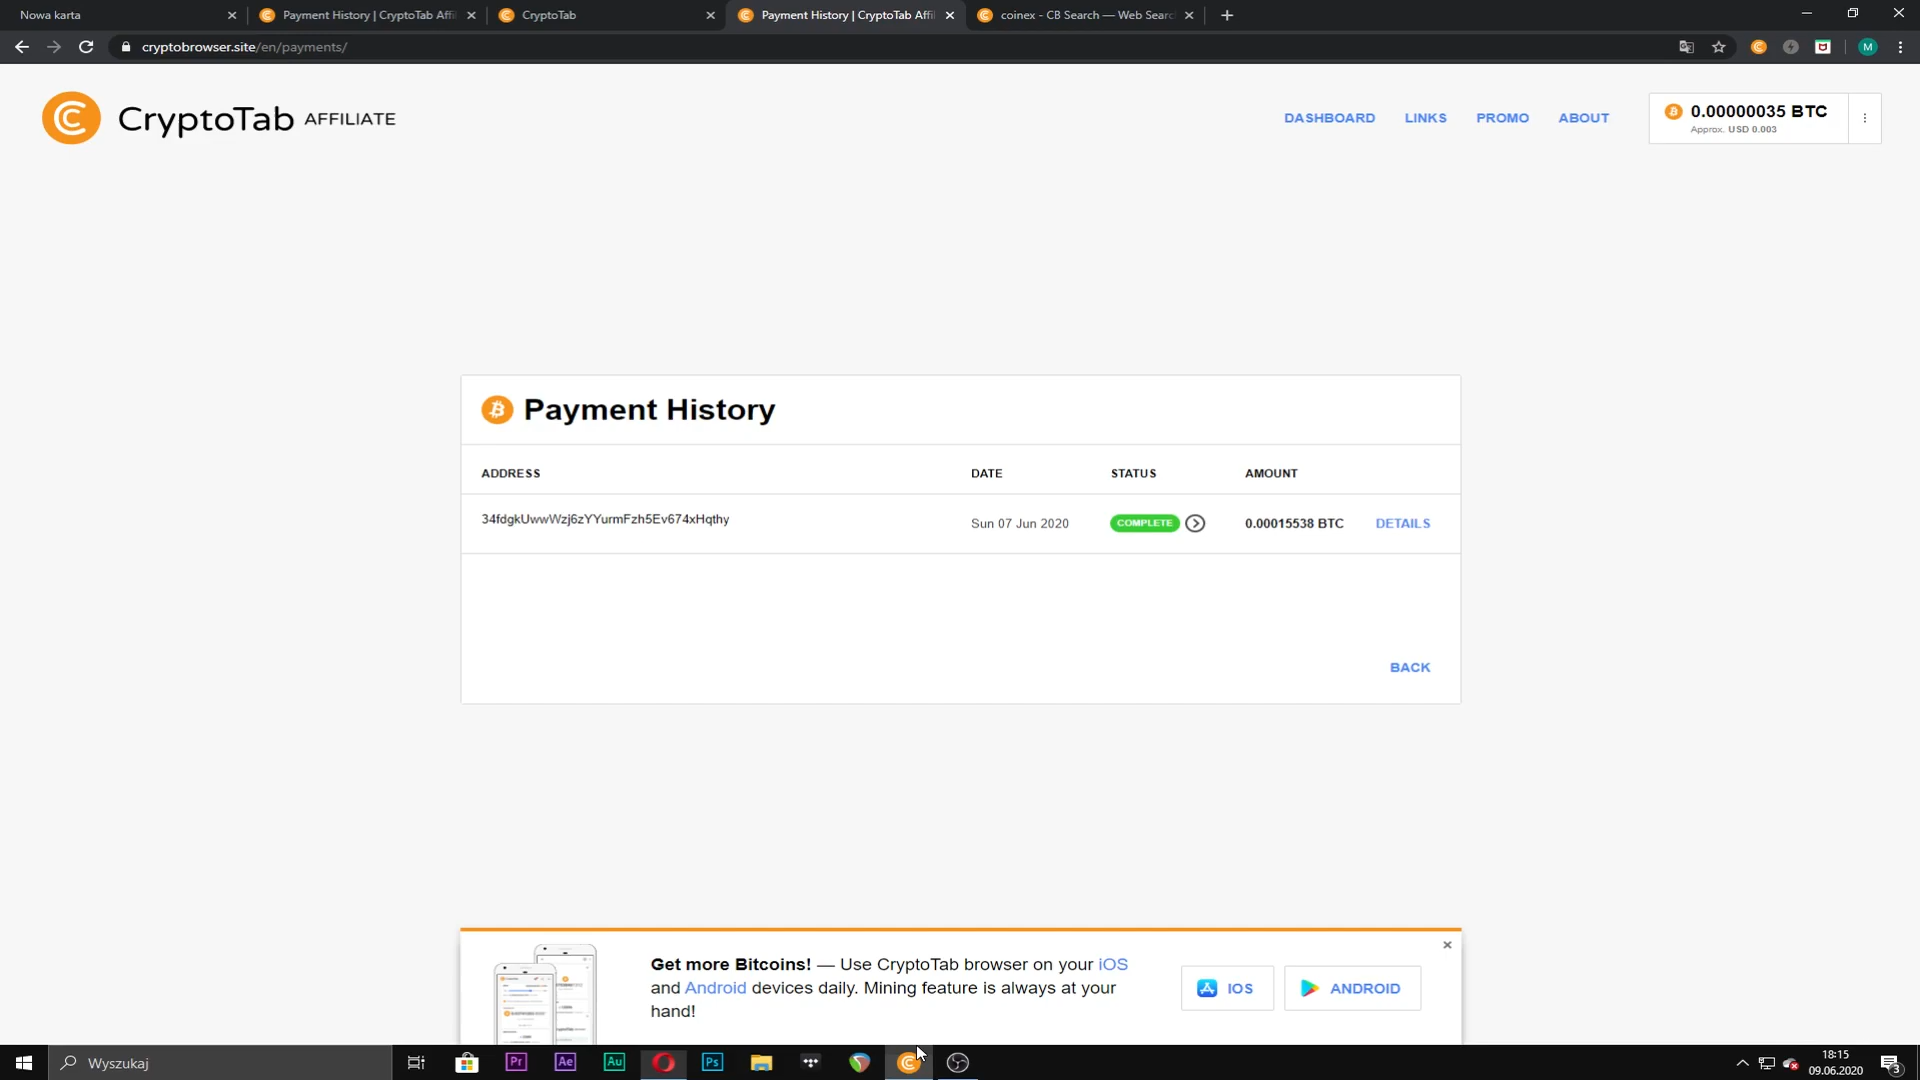 Nowa karta
Payment History | CryptoTab Affi
CryptoTab
Payment History | CryptoTab Affi
coinex - CB Search — Web Searc
cryptobrowser.site/en/payments/
M
CryptoTab AFFILIATE
DASHBOARD LINKS PROMO ABOUT
0.00000035 BTC
Approx. USD 0.003
Payment History
ADDRESS DATE STATUS AMOUNT
34fdgkUwwWzj6zYYurmFzh5Ev674xHqthy Sun 07 Jun 2020 COMPLETE 0.00015538 BTC DETAILS
BACK
Get more Bitcoins! — Use CryptoTab browser on your iOS
and Android devices daily. Mining feature is always at your
hand!
IOS
ANDROID
Wyszukaj
Pr
Ae
Au
Ps
18:15
09.06.2020
3